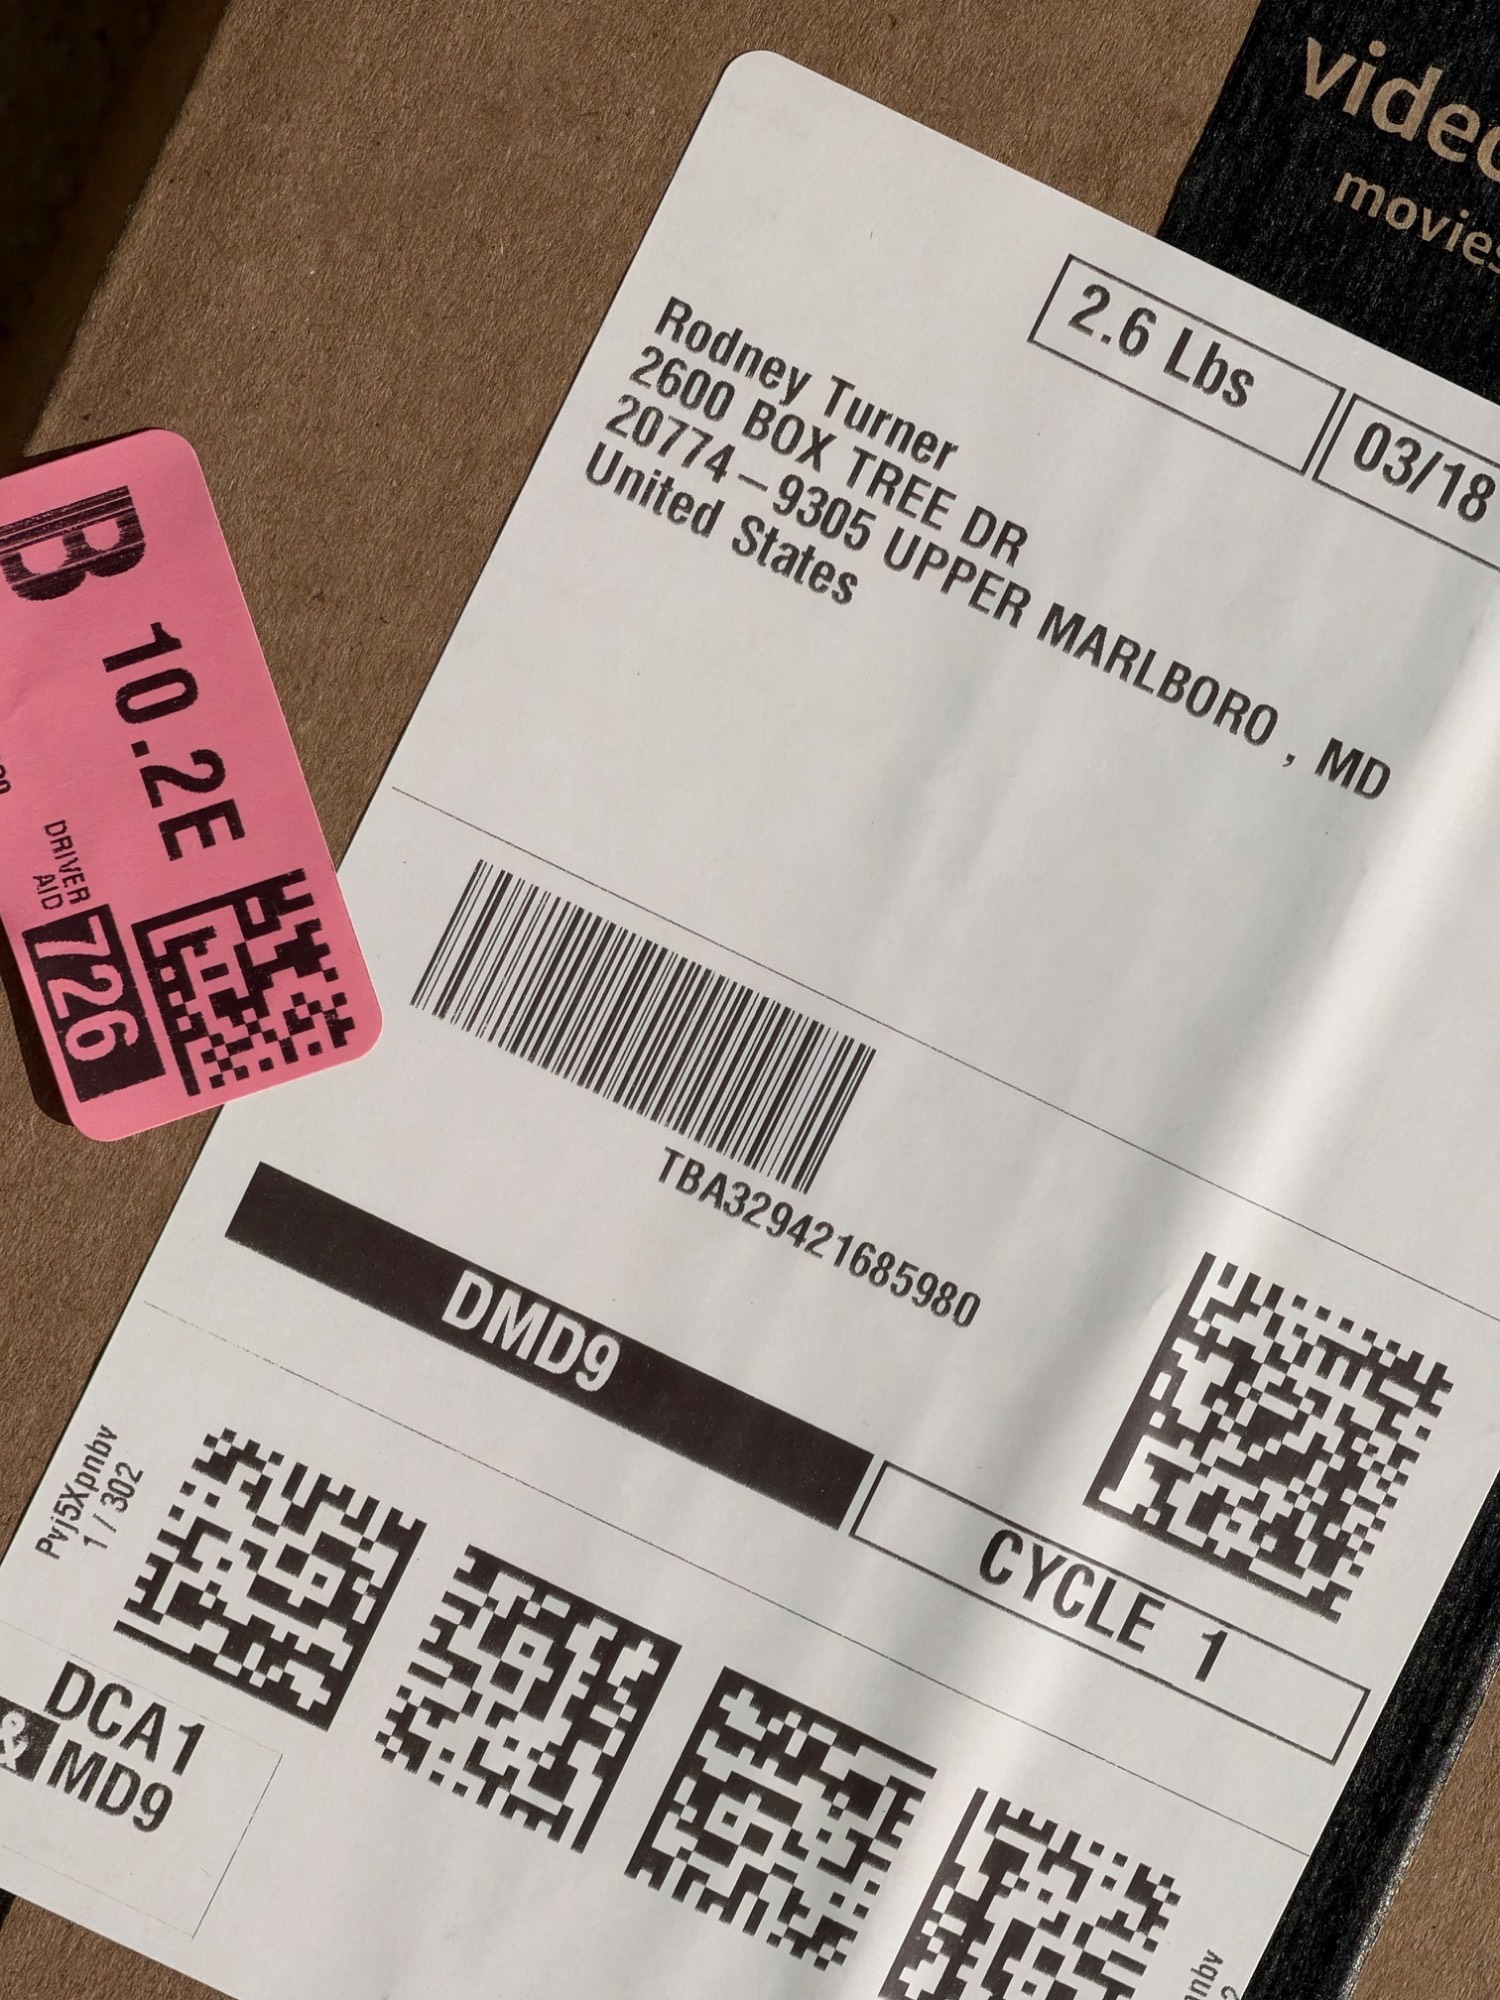 video
movies
2.6 Lbs
03/18
Rodney Turner
2600 BOX TREE DR
20774-9305 UPPER MARLBORO , MD
United States
B
10.2E
DRIVER
AID
726
TBA329421685980
DMD9
CYCLE 1
Pvj5Xpnbv
1 / 302
DCA1
& MD9